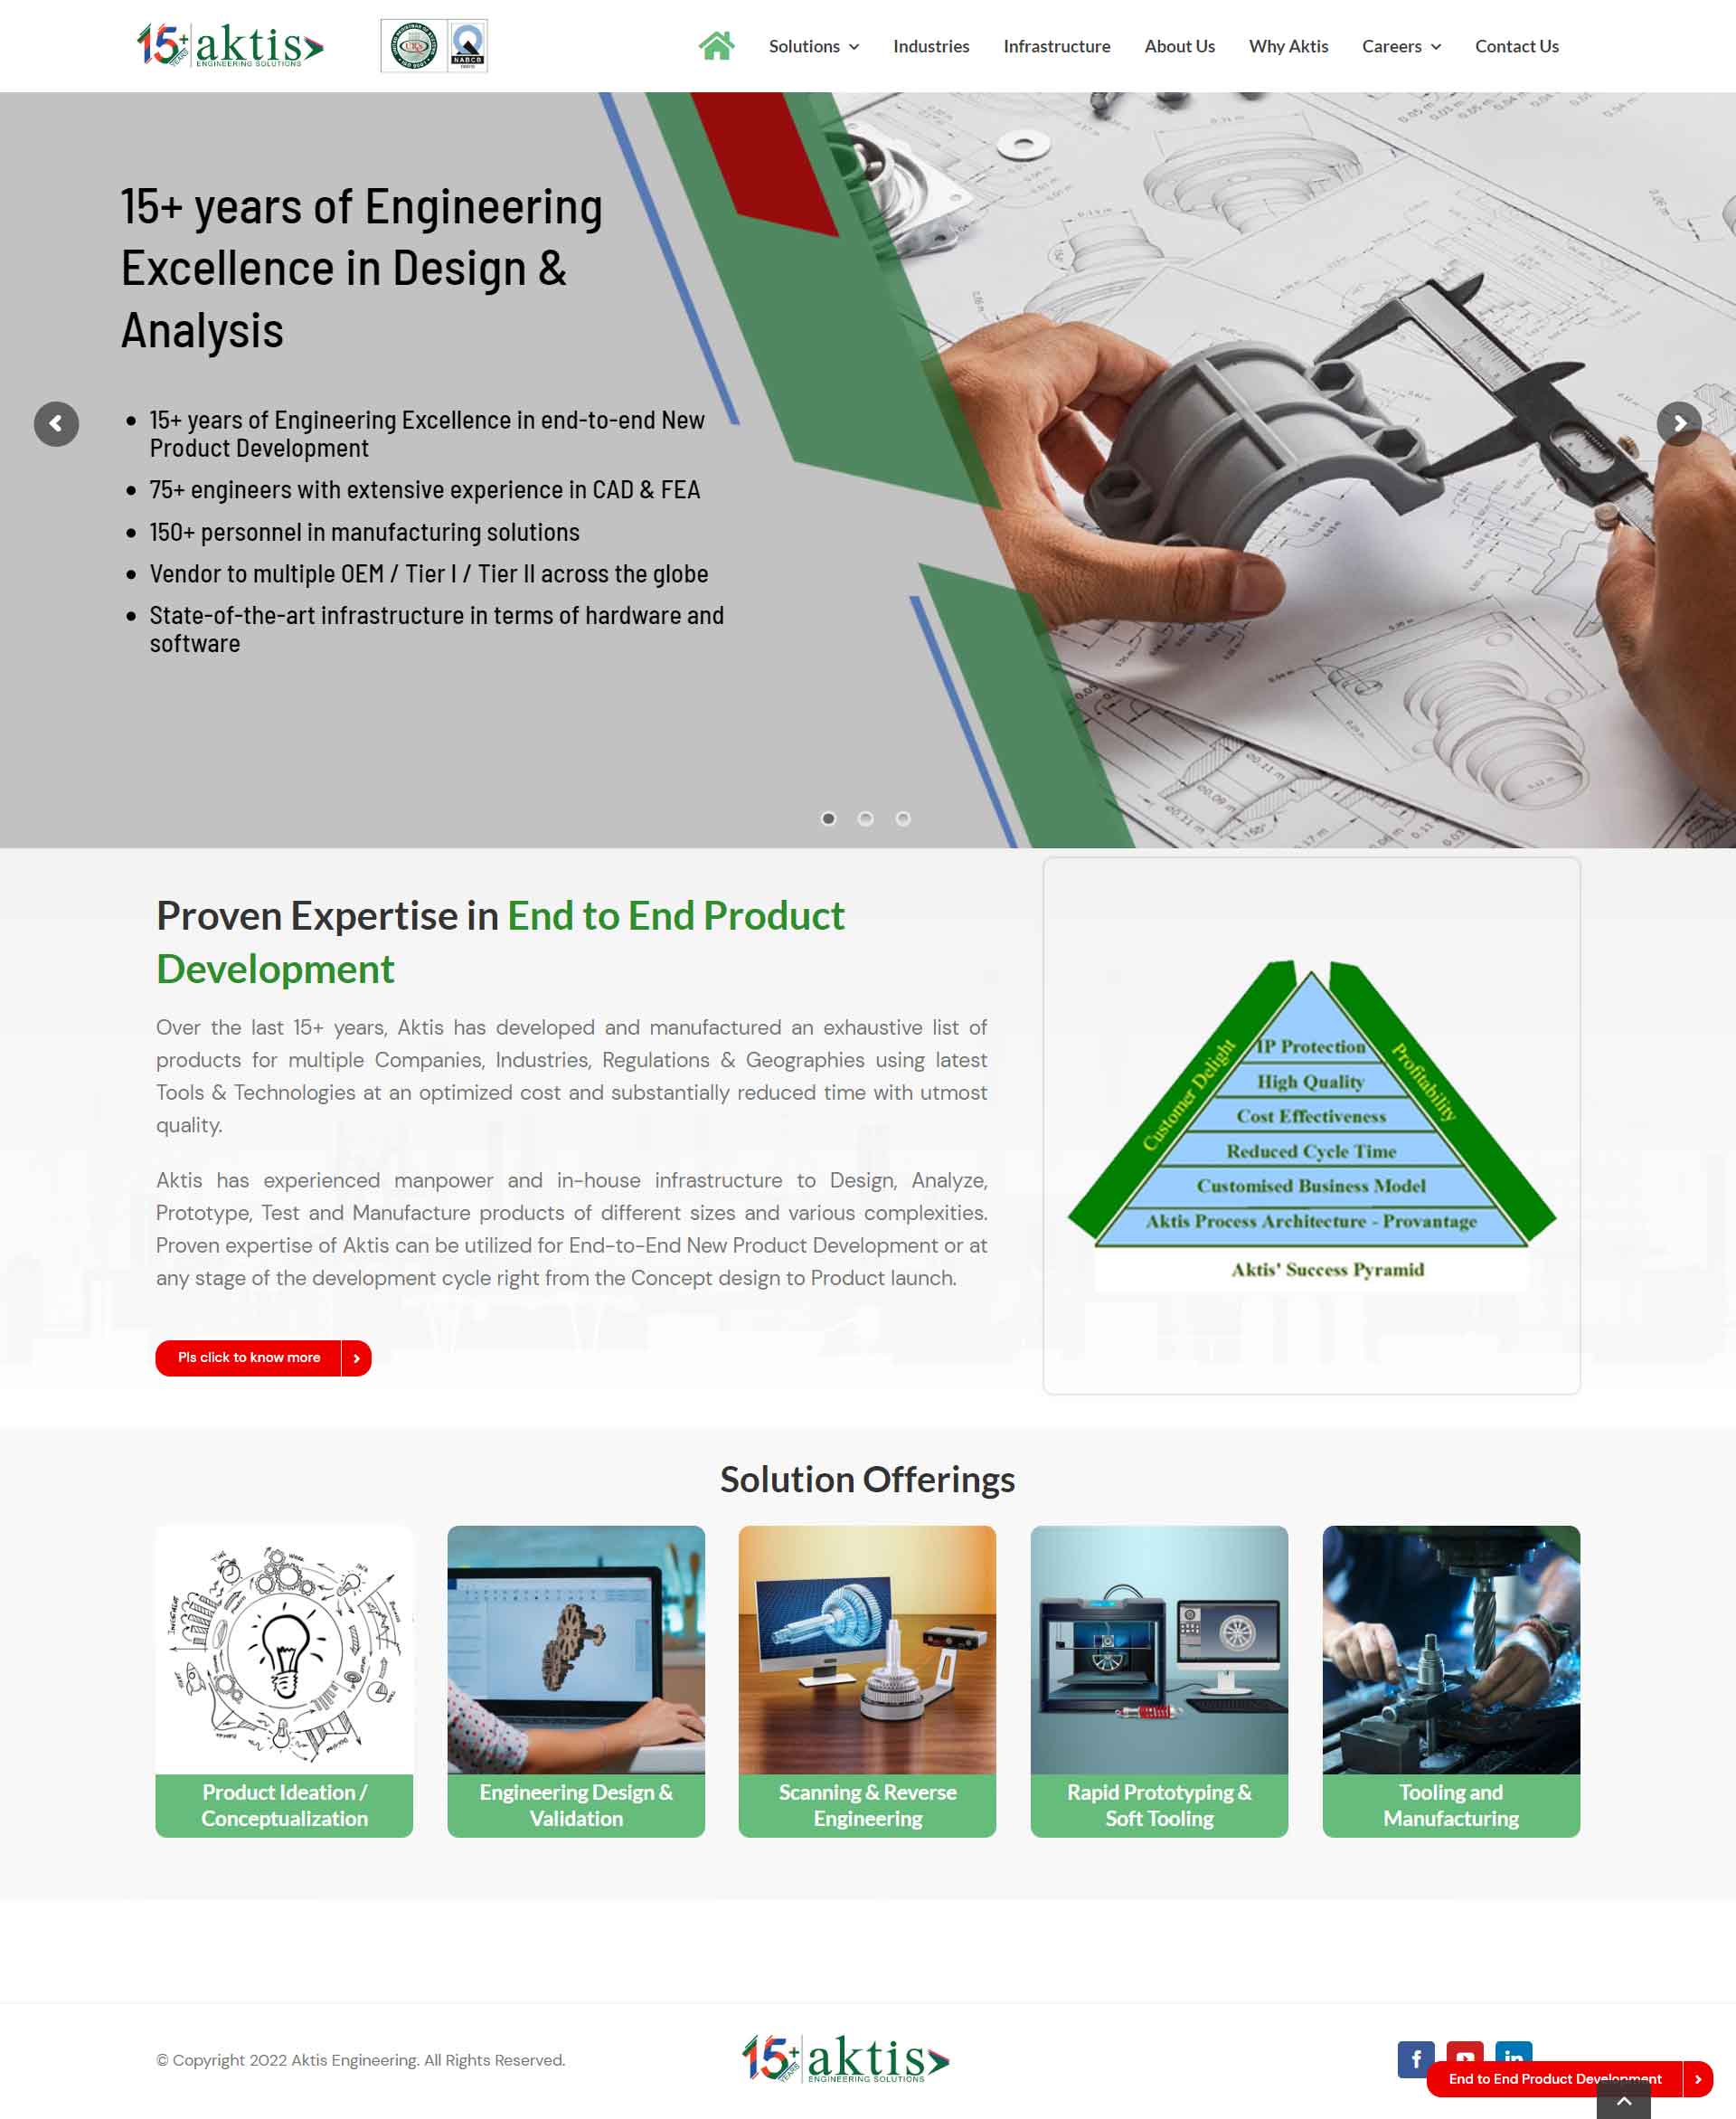 15+ YEARS aktis
ENGINEERING SOLUTIONS
URS
ISO 9001
NABCB
Solutions
Industries
Infrastructure
About Us
Why Aktis
Careers
Contact Us
15+ years of Engineering
Excellence in Design &
Analysis
15+ years of Engineering Excellence in end-to-end New
Product Development
75+ engineers with extensive experience in CAD & FEA
150+ personnel in manufacturing solutions
Vendor to multiple OEM / Tier I / Tier II across the globe
State-of-the-art infrastructure in terms of hardware and
software
Proven Expertise in End to End Product
Development
Over the last 15+ years, Aktis has developed and manufactured an exhaustive list of
products for multiple Companies, Industries, Regulations & Geographies using latest
Tools & Technologies at an optimized cost and substantially reduced time with utmost
quality.
Aktis has experienced manpower and in-house infrastructure to Design, Analyze,
Prototype, Test and Manufacture products of different sizes and various complexities.
Proven expertise of Aktis can be utilized for End-to-End New Product Development or at
any stage of the development cycle right from the Concept design to Product launch.
Pls click to know more
Customer Delight
Profitability
IP Protection
High Quality
Cost Effectiveness
Reduced Cycle Time
Customised Business Model
Aktis Process Architecture - Provantage
Aktis' Success Pyramid
Solution Offerings
Product Ideation /
Conceptualization
Engineering Design &
Validation
Scanning & Reverse
Engineering
Rapid Prototyping &
Soft Tooling
Tooling and
Manufacturing
© Copyright 2022 Aktis Engineering. All Rights Reserved.
15+ YEARS aktis
ENGINEERING SOLUTIONS
End to End Product Development